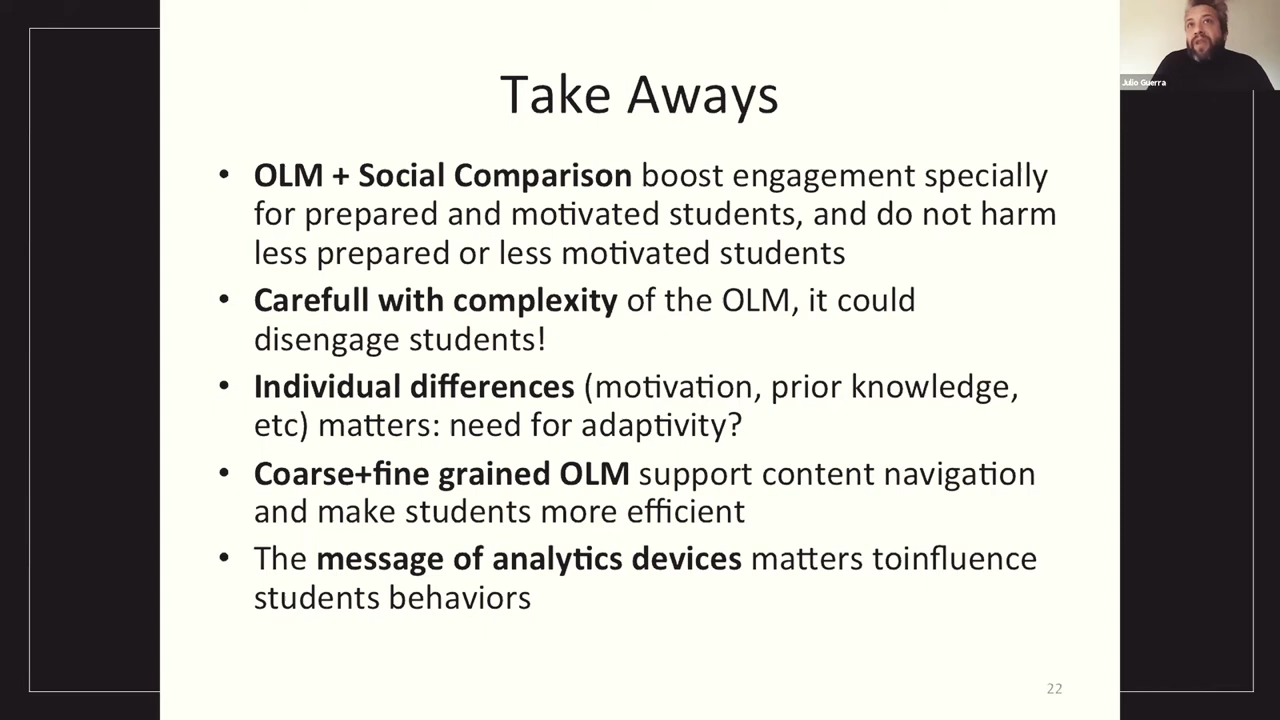 Take Aways
• OLM + Social Comparison boost engagement specially
for prepared and motivated students, and do not harm
less prepared or less motivated students
• Carefull with complexity of the OLM, it could
disengage students!
• Individual differences (motivation, prior knowledge,
etc) matters: need for adaptivity?
• Coarse+fine grained OLM support content navigation
and make students more efficient
• The message of analytics devices matters toinfluence
students behaviors
22
Julio Guerra